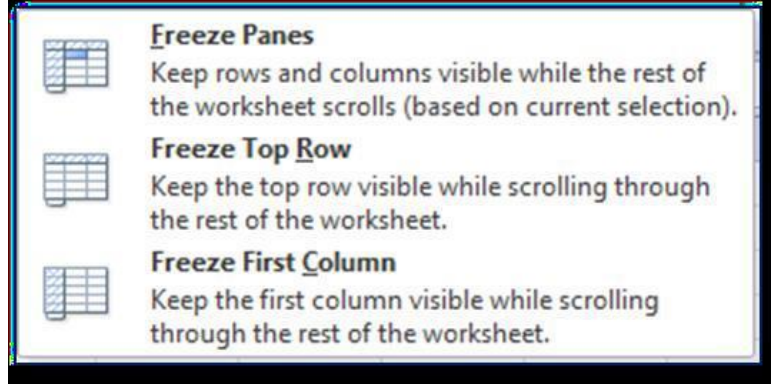 Freeze Panes
Keep rows and columns visible while the rest of
the worksheet scrolls (based on current selection).
Freeze Top Row
Keep the top row visible while scrolling through
the rest of the worksheet.
Freeze First Column
Keep the first column visible while scrolling
through the rest of the worksheet.